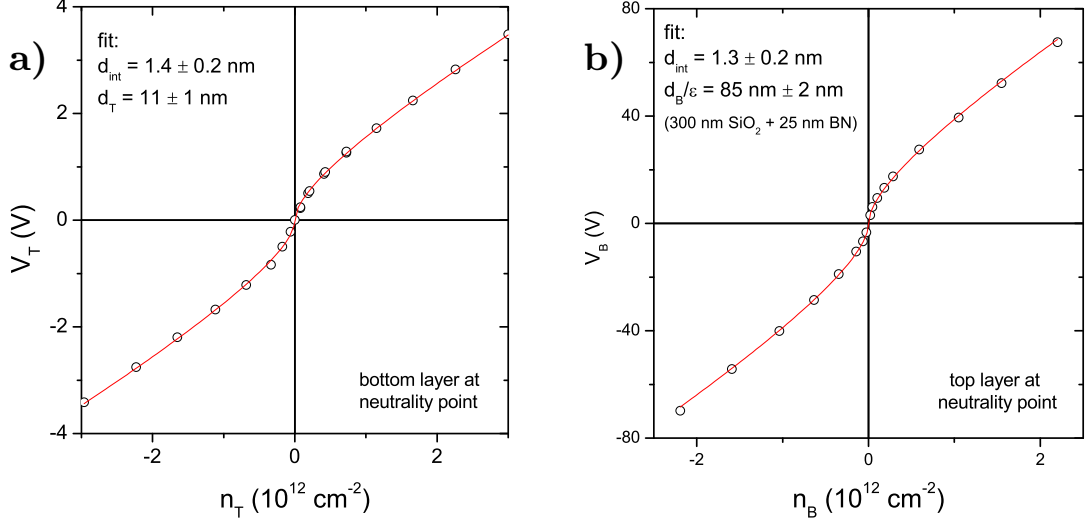 a)
fit:
d_int = 1.4 ± 0.2 nm
d_T = 11 ± 1 nm
4
2
0
-2
-4
V_T (V)
bottom layer at
neutrality point
-2
0
2
n_T (10^12 cm^-2)
b)
fit:
d_int = 1.3 ± 0.2 nm
d_B/ε = 85 nm ± 2 nm
(300 nm SiO_2 + 25 nm BN)
80
40
0
-40
-80
V_B (V)
top layer at
neutrality point
-2
0
2
n_B (10^12 cm^-2)